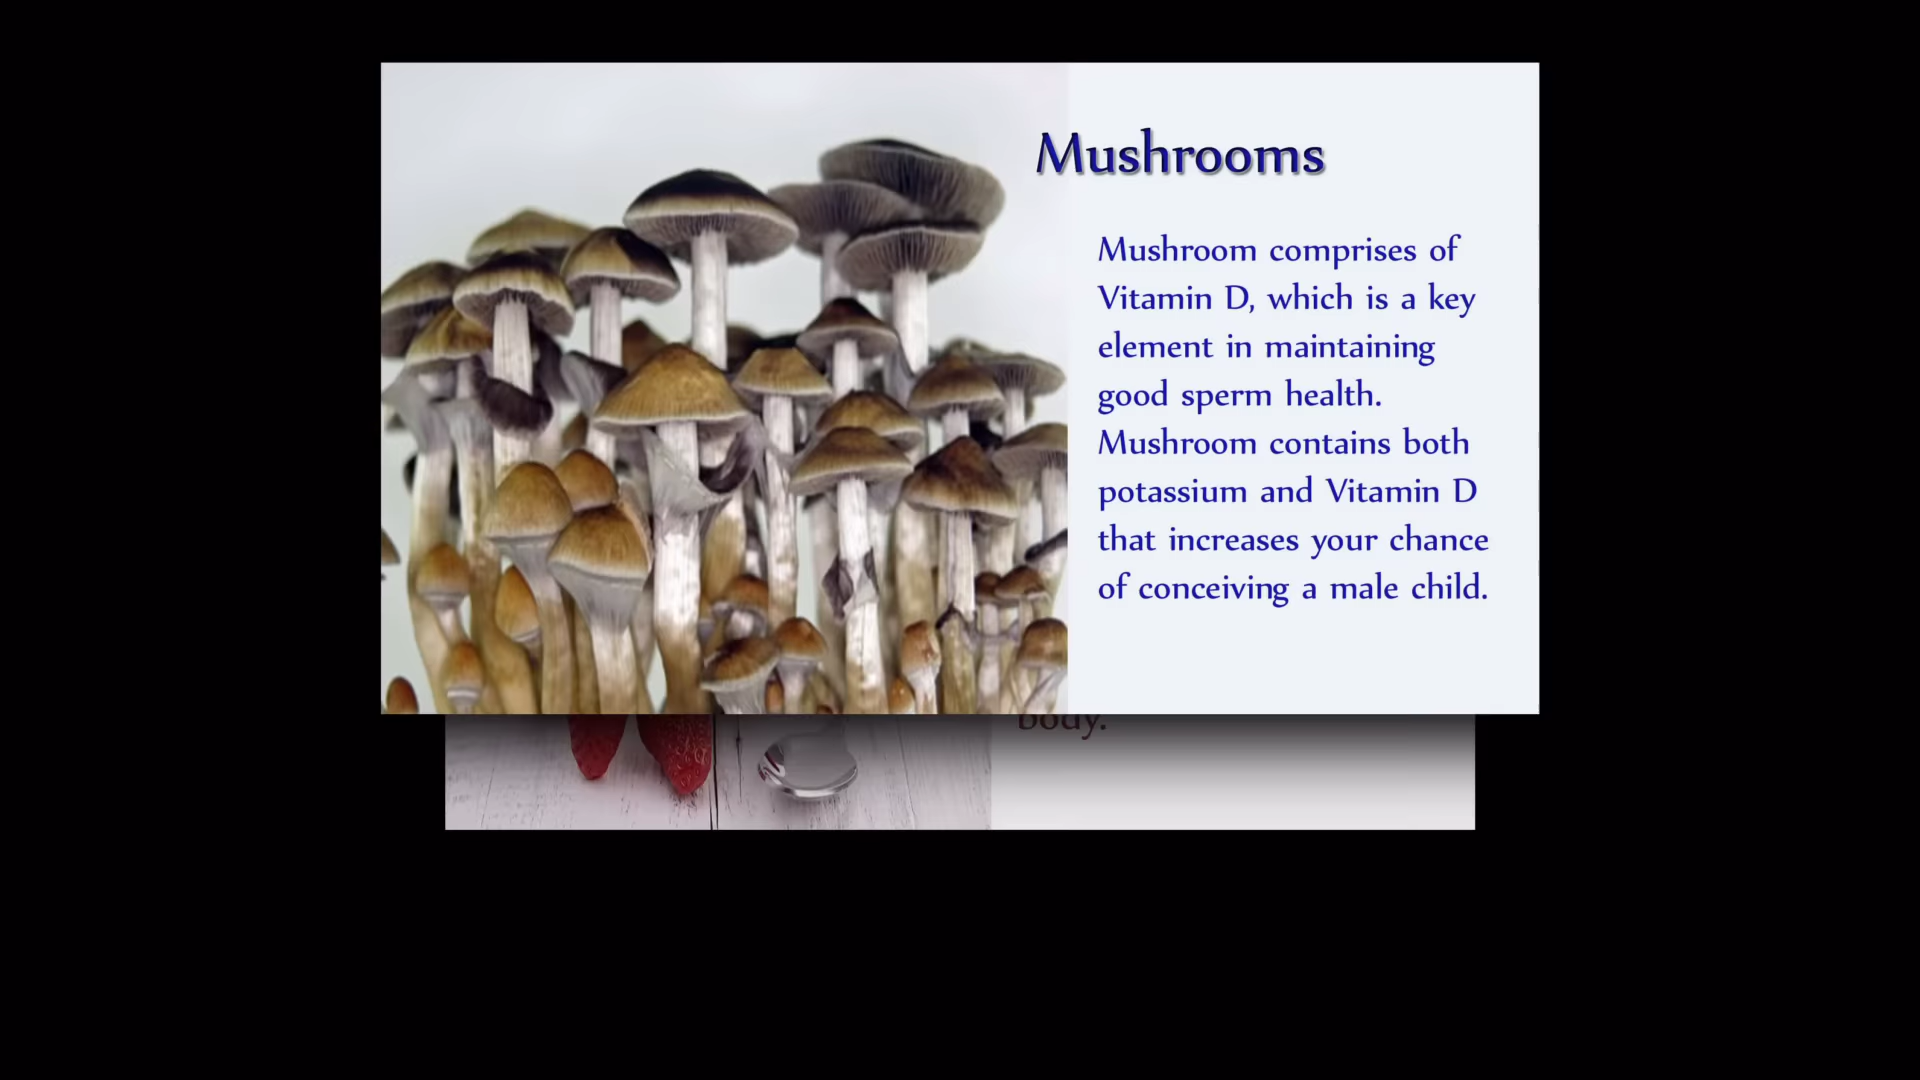 Mushrooms
Mushroom comprises of
Vitamin D, which is a key
element in maintaining
good sperm health.
Mushroom contains both
potassium and Vitamin D
that increases your chance
of conceiving a male child.
body.